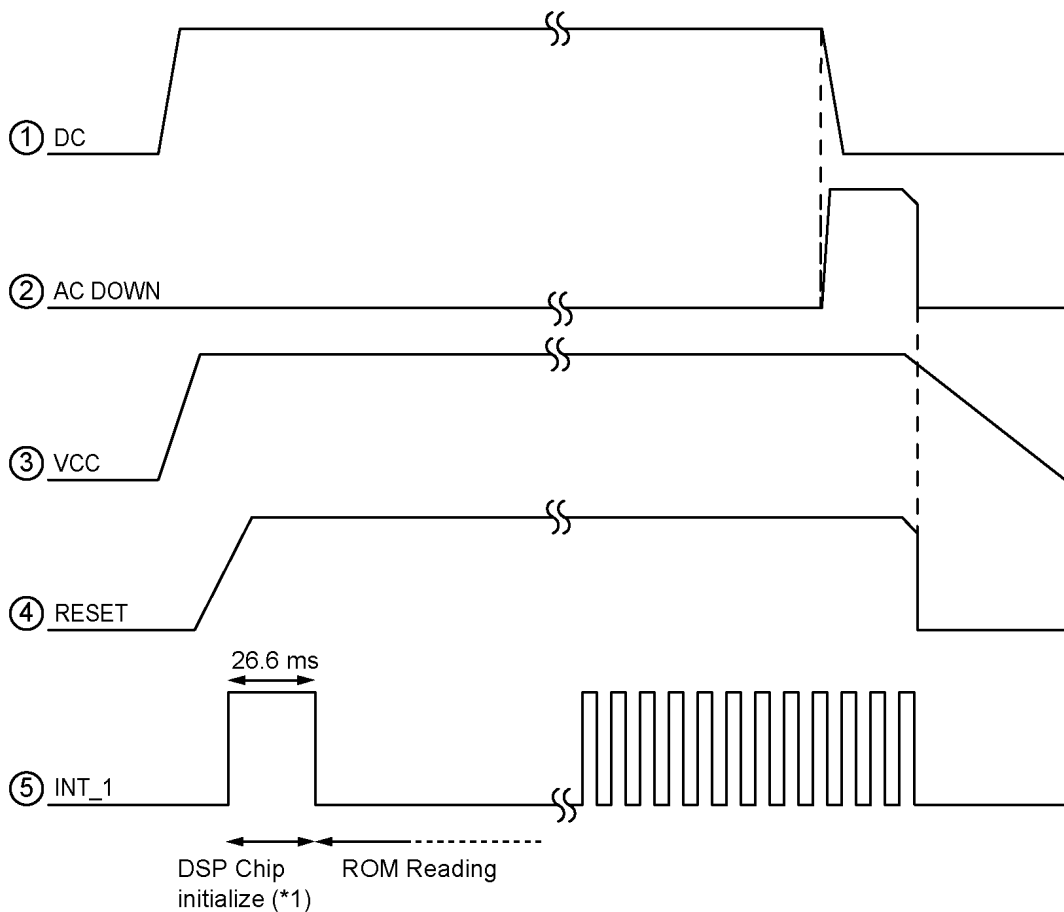 ① DC
② AC DOWN
③ VCC
④ RESET
26.6 ms
⑤ INT_1
DSP Chip
initialize (*1)
ROM Reading